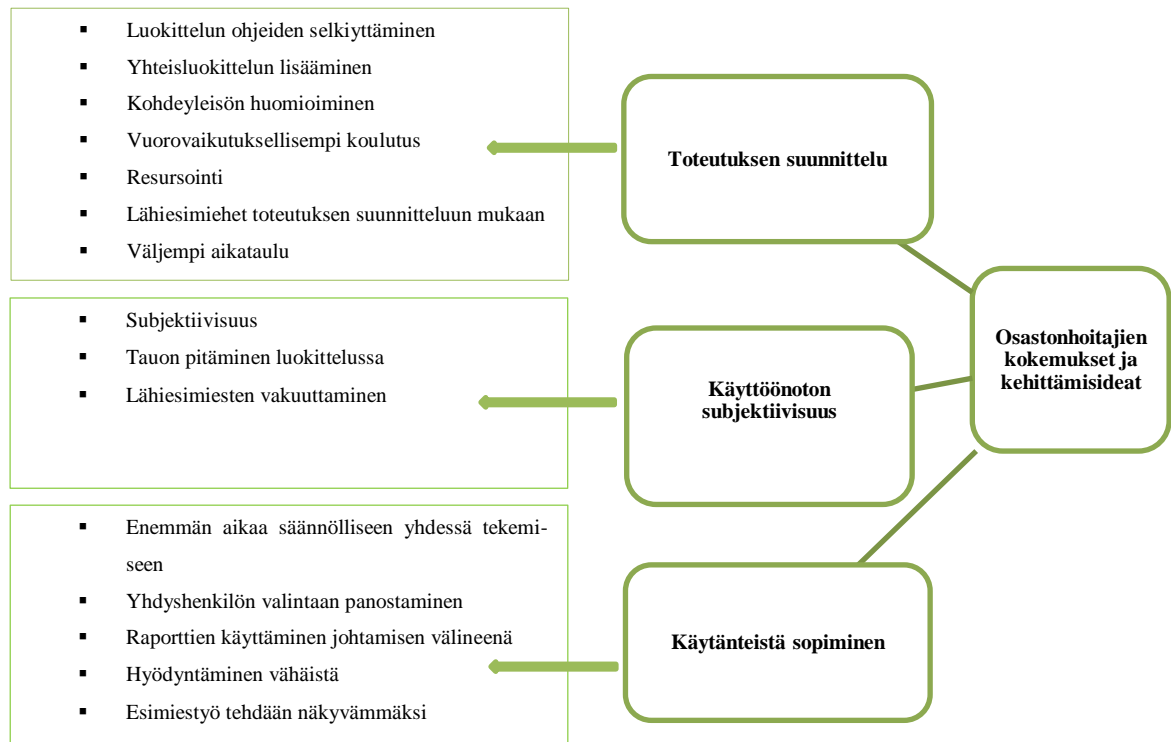 ▪ Luokittelun ohjeiden selkiyttäminen
▪ Yhteisluokittelun lisääminen
▪ Kohdeyleisön huomioiminen
▪ Vuorovaikutuksellisempi koulutus
▪ Resursointi
▪ Lähiesimiehet toteutuksen suunnitteluun mukaan
▪ Väljempi aikataulu
Toteutuksen suunnittelu
▪ Subjektiivisuus
▪ Tauon pitäminen luokittelussa
▪ Lähiesimiesten vakuuttaminen
Käyttöönoton
subjektiivisuus
▪ Enemmän aikaa säännölliseen yhdessä tekemi-
seen
▪ Yhdyshenkilön valintaan panostaminen
▪ Raporttien käyttäminen johtamisen välineenä
▪ Hyödyntäminen vähäistä
▪ Esimiestyö tehdään näkyvämmäksi
Käytänteistä sopiminen
Osastonhoitajien
kokemukset ja
kehittämisideat